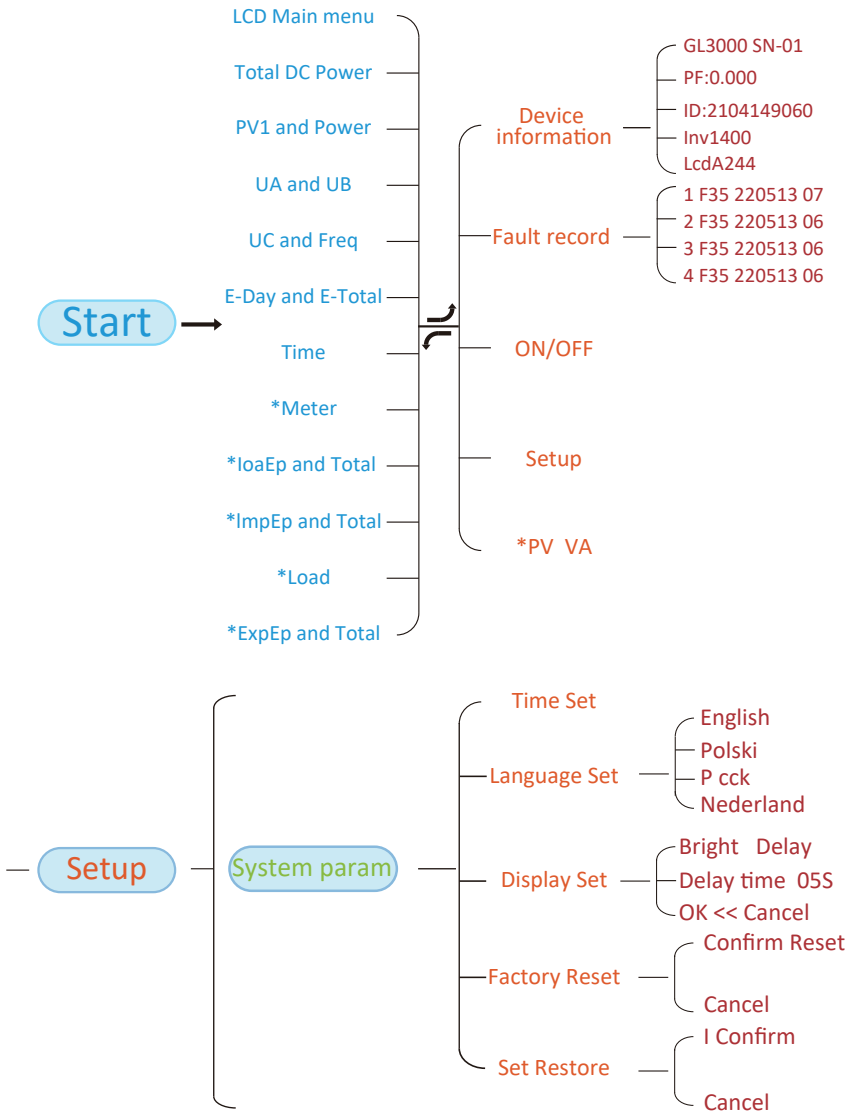 Start
LCD Main menu
Total DC Power
PV1 and Power
UA and UB
UC and Freq
E-Day and E-Total
Time
*Meter
*IoaEp and Total
*ImpEp and Total
*Load
*ExpEp and Total
Device
information
GL3000 SN-01
PF:0.000
ID:2104149060
Inv1400
LcdA244
Fault record
1 F35 220513 07
2 F35 220513 06
3 F35 220513 06
4 F35 220513 06
ON/OFF
Setup
*PV VA
Setup
System param
Time Set
Language Set
English
Polski
P cck
Nederland
Display Set
Bright Delay
Delay time 05S
OK << Cancel
Factory Reset
Confirm Reset
Cancel
Set Restore
I Confirm
Cancel